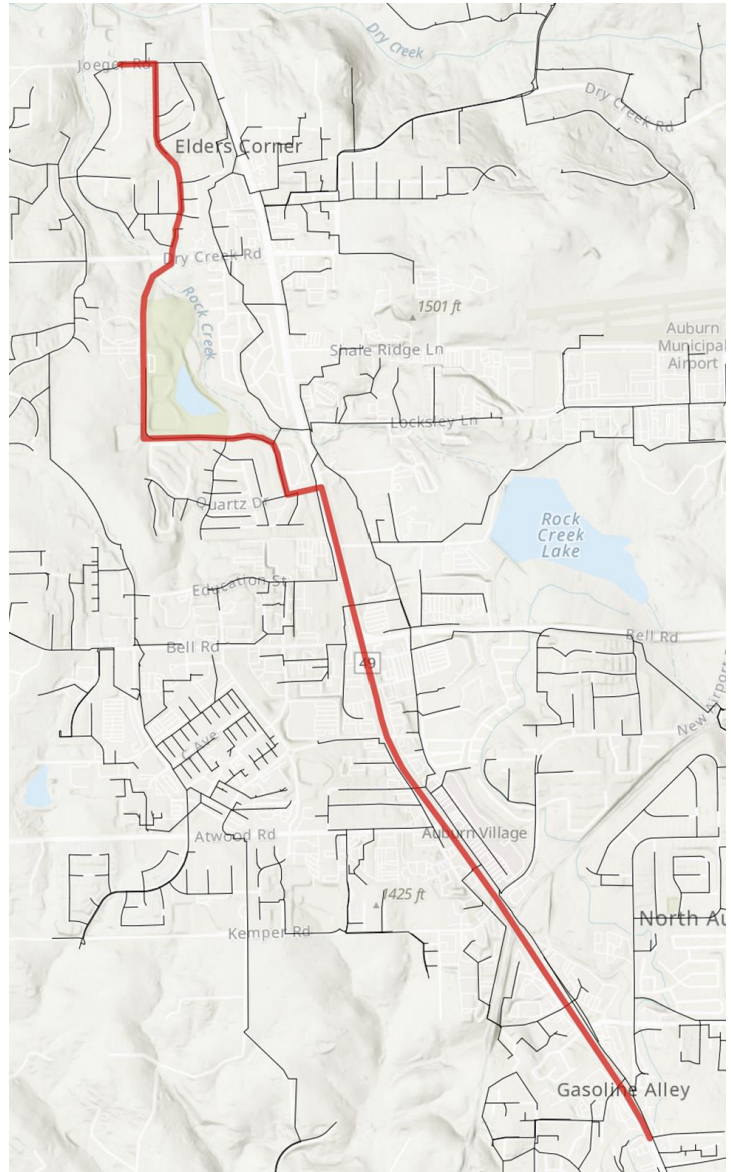 Dry Creek
Joeger Rd
Dry Creek Rd
Elders Corner
Dry Creek Rd
Rock Creek
1501 ft
Auburn
Municipal
Airport
Shale Ridge Ln
Locksley Ln
Quartz Dr
Rock
Creek
Lake
Education St
Bell Rd
Bell Rd
49
New Airport
C Ave
Atwood Rd
Auburn Village
1425 ft
Kemper Rd
North Au
Gasoline Alley